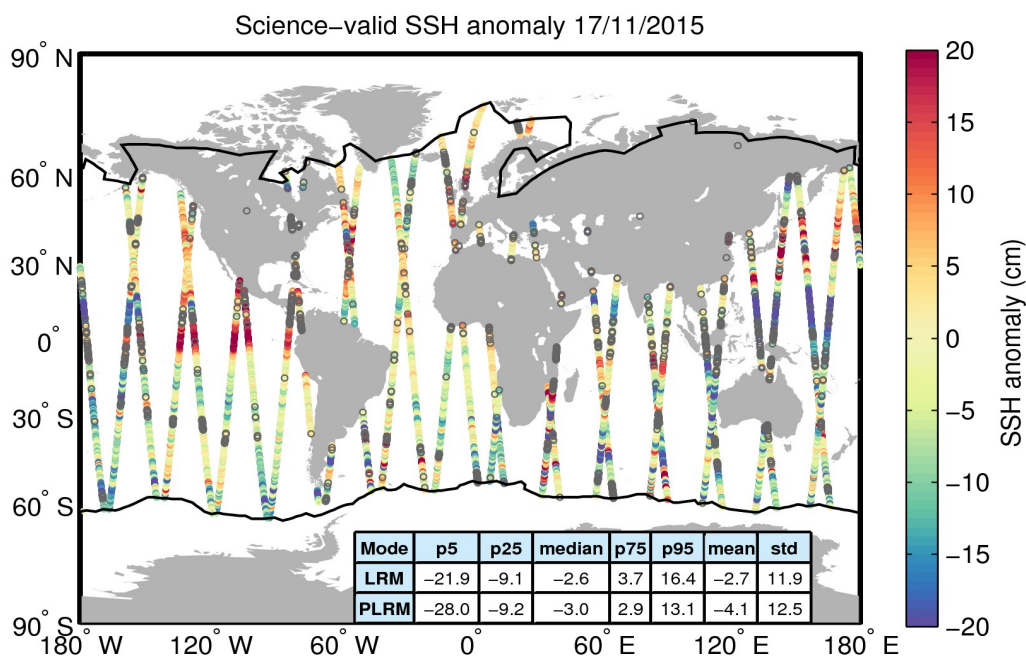 Science−valid SSH anomaly 17/11/2015
90° N
60° N
30° N
0°
30° S
60° S
90° S
180° W
120° W
60° W
0°
60° E
120° E
180° E
Mode p5 p25 median p75 p95 mean std
LRM −21.9 −9.1 −2.6 3.7 16.4 −2.7 11.9
PLRM −28.0 −9.2 −3.0 2.9 13.1 −4.1 12.5
20
15
10
5
0
−5
−10
−15
−20
SSH anomaly (cm)